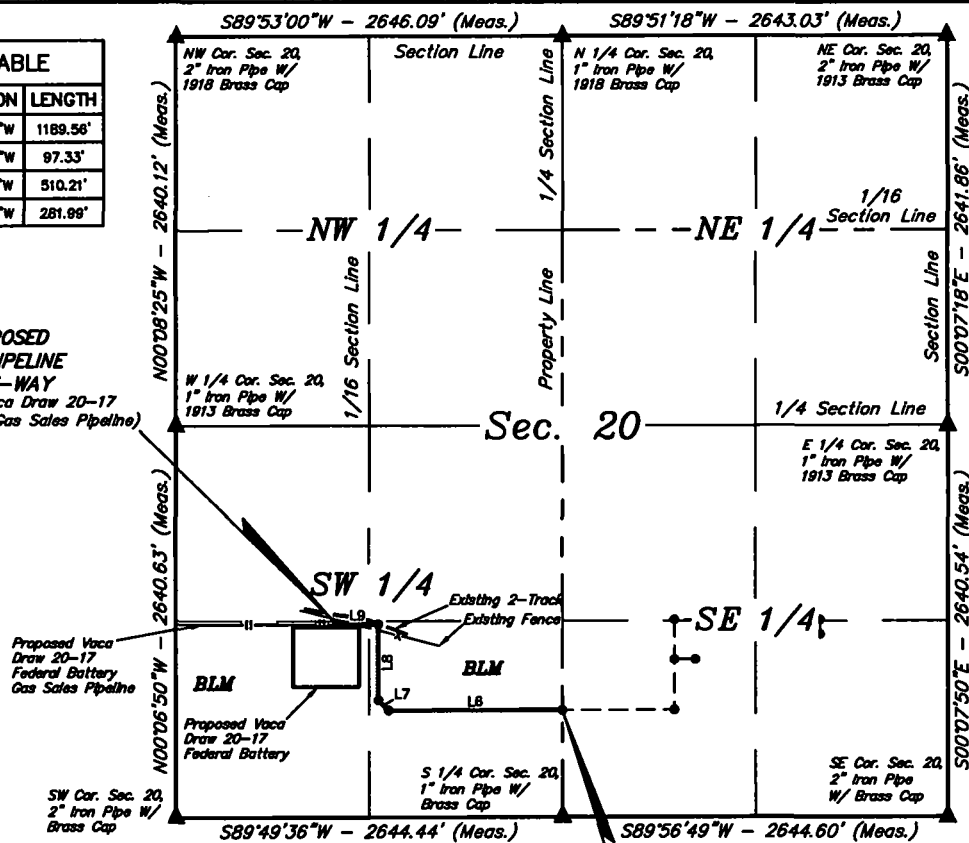 S89°53'00"W - 2646.09' (Meas.)
S89°51'18"W - 2643.03' (Meas.)
ABLE
ON LENGTH
"W 1189.56'
"W 97.33'
"W 510.21'
"W 281.99'
NW Cor. Sec. 20,
2" Iron Pipe W/
1918 Brass Cap
Section Line
1/4 Section Line
N 1/4 Cor. Sec. 20,
1" Iron Pipe W/
1918 Brass Cap
NE Cor. Sec. 20,
2" Iron Pipe W/
1913 Brass Cap
N00°08'25"W - 2640.12' (Meas.)
S00°07'18"E - 2641.86' (Meas.)
NW 1/4
NE 1/4
1/16
Section Line
Section Line
1/16 Section Line
Property Line
OSED
IPELINE
-WAY
ca Draw 20-17
Gas Sales Pipeline)
W 1/4 Cor. Sec. 20,
1" Iron Pipe W/
1913 Brass Cap
Sec. 20
1/4 Section Line
E 1/4 Cor. Sec. 20,
1" Iron Pipe W/
1913 Brass Cap
N00°06'50"W - 2640.63' (Meas.)
S00°07'50"E - 2640.54' (Meas.)
SW 1/4
SE 1/4
L9
Existing 2-Track
Existing Fence
Proposed Vaca
Draw 20-17
Federal Battery
Gas Sales Pipeline
BLM
L8
BLM
L7
L6
Proposed Vaca
Draw 20-17
Federal Battery
SW Cor. Sec. 20,
2" Iron Pipe W/
Brass Cap
S 1/4 Cor. Sec. 20,
1" Iron Pipe W/
Brass Cap
SE Cor. Sec. 20,
2" Iron Pipe
W/ Brass Cap
S89°49'36"W - 2644.44' (Meas.)
S89°56'49"W - 2644.60' (Meas.)